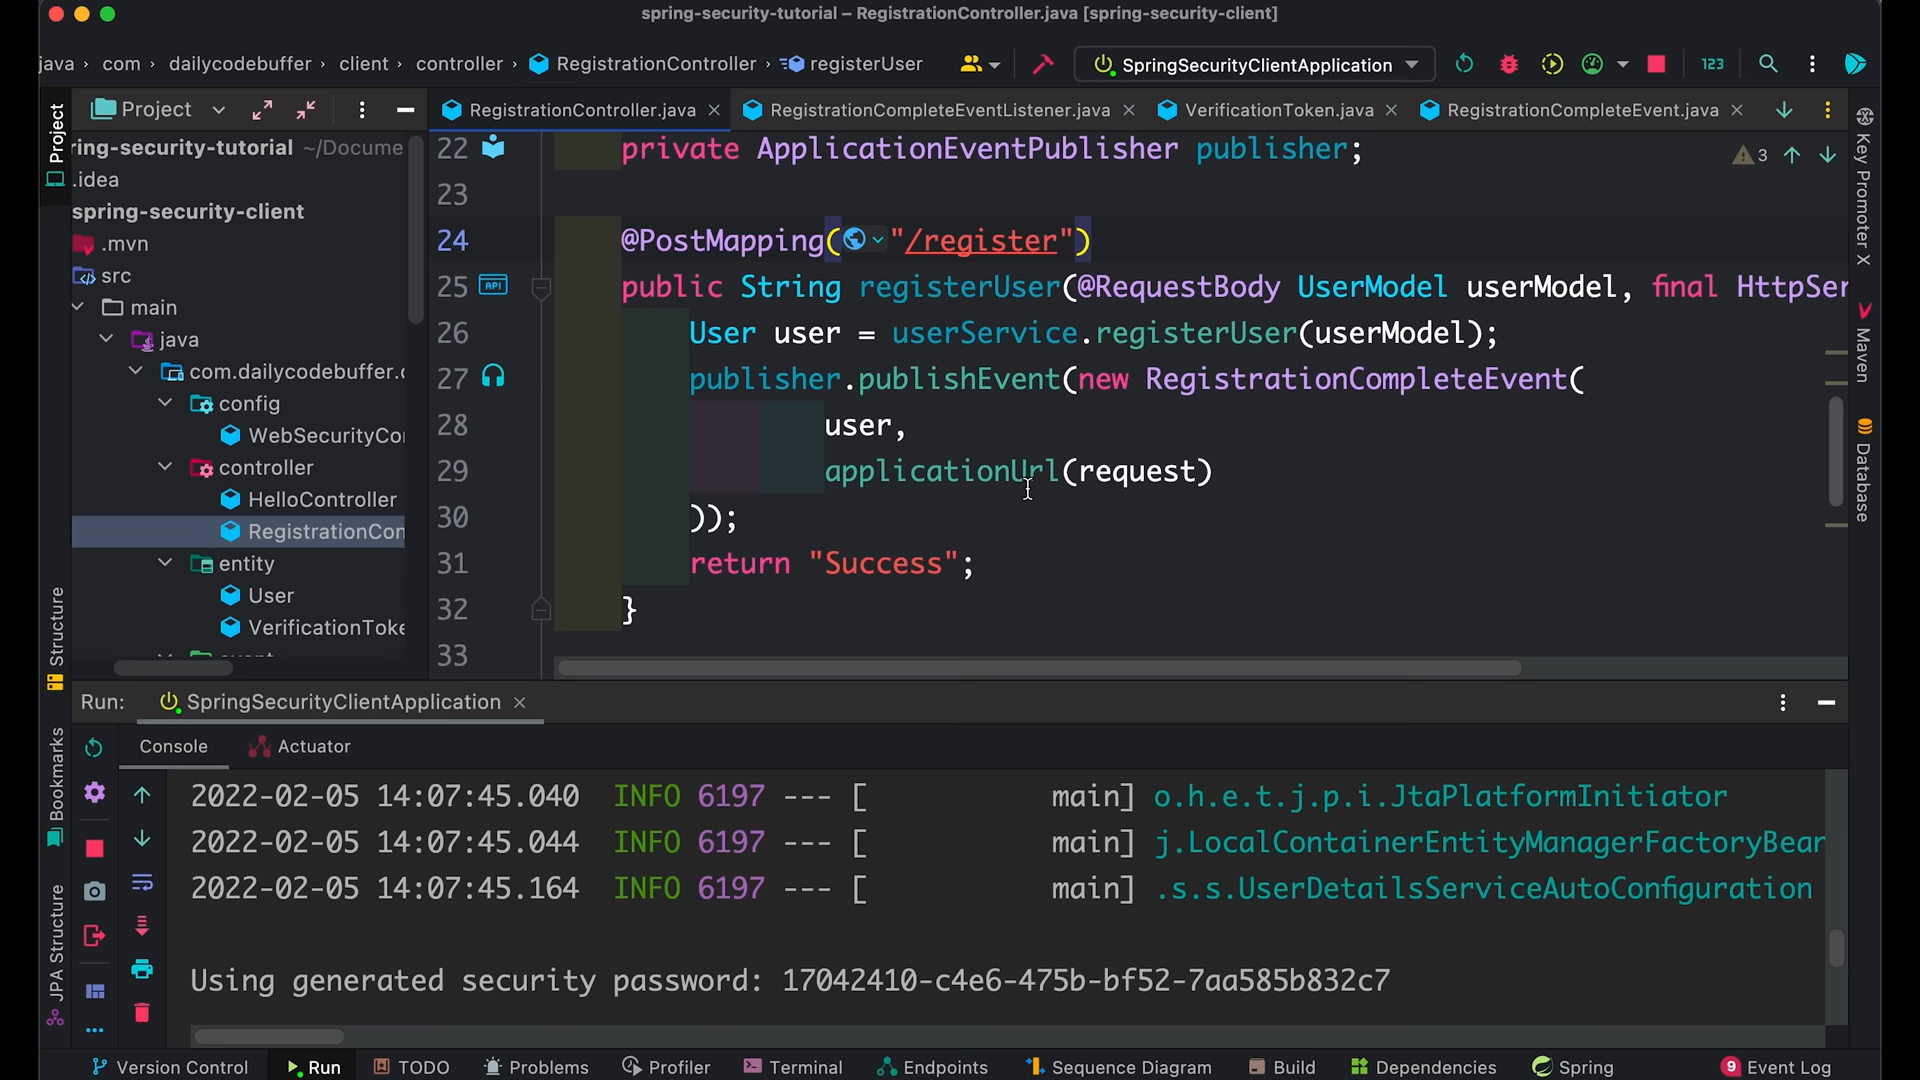 spring-security-tutorial – RegistrationController.java [spring-security-client]
java › com › dailycodebuffer › client › controller › RegistrationController › registerUser
SpringSecurityClientApplication
123
Project
RegistrationController.java
RegistrationCompleteEventListener.java
VerificationToken.java
RegistrationCompleteEvent.java
Project
Structure
Bookmarks
JPA Structure
ring-security-tutorial ~/Docume
.idea
spring-security-client
.mvn
src
main
java
com.dailycodebuffer.c
config
WebSecurityCo
controller
HelloController
RegistrationCon
entity
User
VerificationToke
22 private ApplicationEventPublisher publisher;
23
24 @PostMapping("/register")
25 public String registerUser(@RequestBody UserModel userModel, final HttpSer
26 User user = userService.registerUser(userModel);
27 publisher.publishEvent(new RegistrationCompleteEvent(
28 user,
29 applicationUrl(request)
30 ));
31 return "Success";
32 }
33
API
3
Key Promoter X
Maven
Database
Run: SpringSecurityClientApplication
Console Actuator
2022-02-05 14:07:45.040 INFO 6197 --- [ main] o.h.e.t.j.p.i.JtaPlatformInitiator
2022-02-05 14:07:45.044 INFO 6197 --- [ main] j.LocalContainerEntityManagerFactoryBean
2022-02-05 14:07:45.164 INFO 6197 --- [ main] .s.s.UserDetailsServiceAutoConfiguration
Using generated security password: 17042410-c4e6-475b-bf52-7aa585b832c7
Version Control Run TODO Problems Profiler Terminal Endpoints Sequence Diagram Build Dependencies Spring 9 Event Log